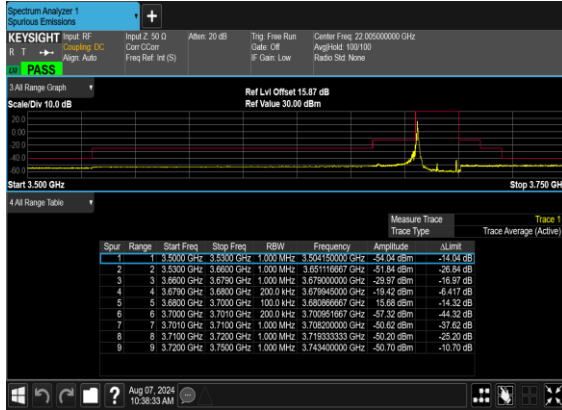 Spectrum Analyzer 1
Spurious Emissions
+
KEYSIGHT Input: RF Input Z: 50 Ω Atten: 20 dB Trig: Free Run Center Freq: 22.005000000 GHz
R T Coupling: DC Corr CCorr Gate: Off Avg|Hold: 100/100
Align: Auto Freq Ref: Int (S) IF Gain: Low Radio Std: None
PASS
3 All Range Graph
Ref Lvl Offset 15.87 dB
Scale/Div 10.0 dB Ref Value 30.00 dBm
20.0
0.00
-20.0
-40.0
-60.0
Start 3.500 GHz Stop 3.750 GH
4 All Range Table
Measure Trace Trace 1
Trace Type Trace Average (Active)
Spur Range Start Freq Stop Freq RBW Frequency Amplitude ΔLimit
1 1 3.5000 GHz 3.5300 GHz 1.000 MHz 3.504150000 GHz -54.04 dBm -14.04 dB
2 2 3.5300 GHz 3.6600 GHz 1.000 MHz 3.651116667 GHz -51.84 dBm -26.84 dB
3 3 3.6600 GHz 3.6790 GHz 1.000 MHz 3.679000000 GHz -29.97 dBm -16.97 dB
4 4 3.6790 GHz 3.6800 GHz 200.0 kHz 3.679945000 GHz -19.42 dBm -6.417 dB
5 5 3.6800 GHz 3.7000 GHz 100.0 kHz 3.680866667 GHz 15.68 dBm -14.32 dB
6 6 3.7000 GHz 3.7010 GHz 200.0 kHz 3.700951667 GHz -57.32 dBm -44.32 dB
7 7 3.7010 GHz 3.7100 GHz 1.000 MHz 3.708200000 GHz -50.62 dBm -37.62 dB
8 8 3.7100 GHz 3.7200 GHz 1.000 MHz 3.719333333 GHz -50.20 dBm -25.20 dB
9 9 3.7200 GHz 3.7500 GHz 1.000 MHz 3.743400000 GHz -50.70 dBm -10.70 dB
? Aug 07, 2024
10:38:33 AM